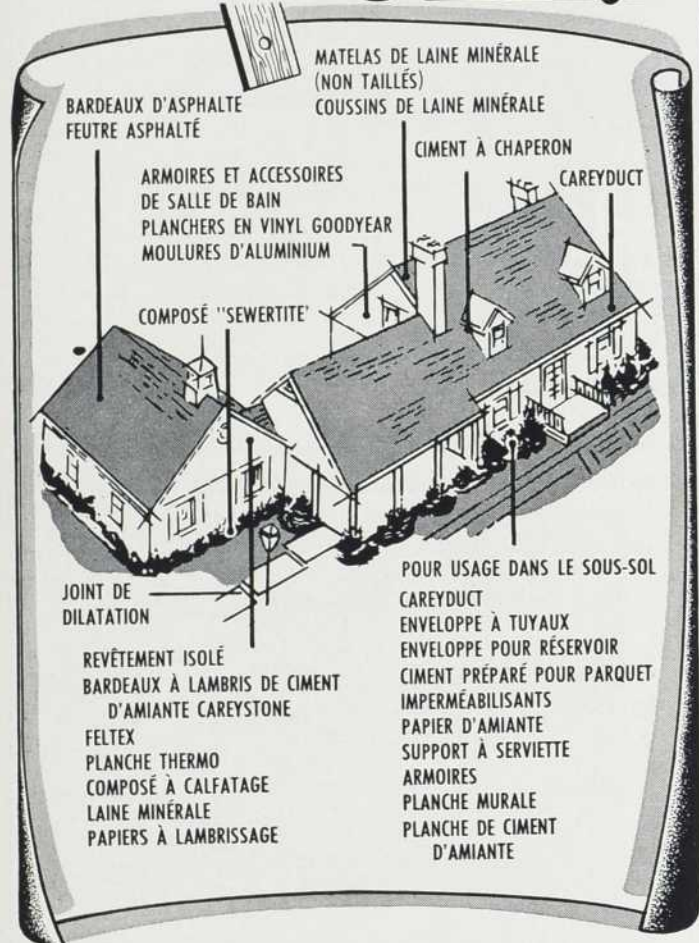 MATELAS DE LAINE MINÉRALE
(NON TAILLÉS)
COUSSINS DE LAINE MINÉRALE
BARDEAUX D'ASPHALTE
FEUTRE ASPHALTÉ
CIMENT À CHAPERON
CAREYDUCT
ARMOIRES ET ACCESSOIRES
DE SALLE DE BAIN
PLANCHERS EN VINYL GOODYEAR
MOULURES D'ALUMINIUM
COMPOSÉ "SEWERTITE'
JOINT DE
DILATATION
REVÊTEMENT ISOLÉ
BARDEAUX À LAMBRIS DE CIMENT
D'AMIANTE CAREYSTONE
FELTEX
PLANCHE THERMO
COMPOSÉ À CALFATAGE
LAINE MINÉRALE
PAPIERS À LAMBRISSAGE
POUR USAGE DANS LE SOUS-SOL
CAREYDUCT
ENVELOPPE À TUYAUX
ENVELOPPE POUR RÉSERVOIR
CIMENT PRÉPARÉ POUR PARQUET
IMPERMÉABILISANTS
PAPIER D'AMIANTE
SUPPORT À SERVIETTE
ARMOIRES
PLANCHE MURALE
PLANCHE DE CIMENT
D'AMIANTE